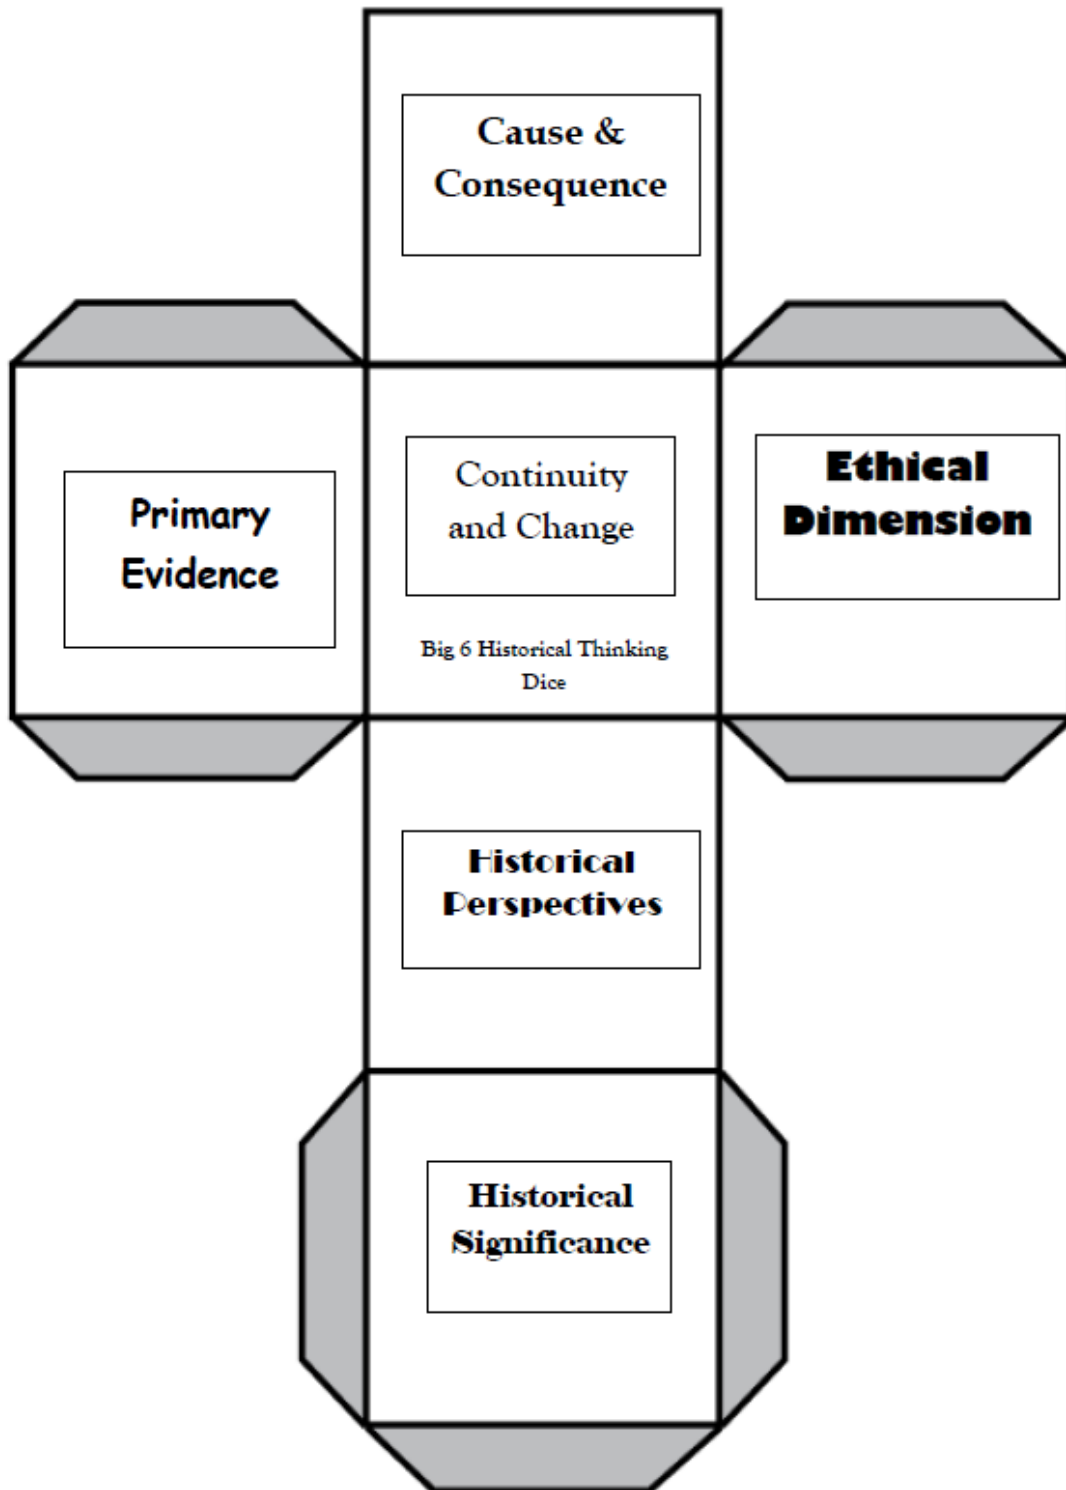 Cause &
Consequence
Primary
Evidence
Continuity
and Change
Big 6 Historical Thinking
Dice
Ethical
Dimension
Historical
Perspectives
Historical
Significance